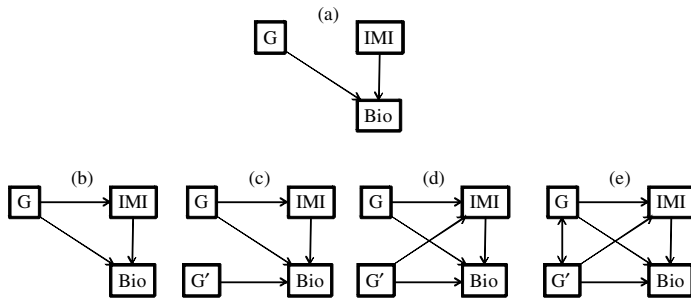 (a)
G IMI
Bio
(b) (c) (d) (e)
G IMI G IMI G IMI G IMI
Bio G′ Bio G′ Bio G′ Bio